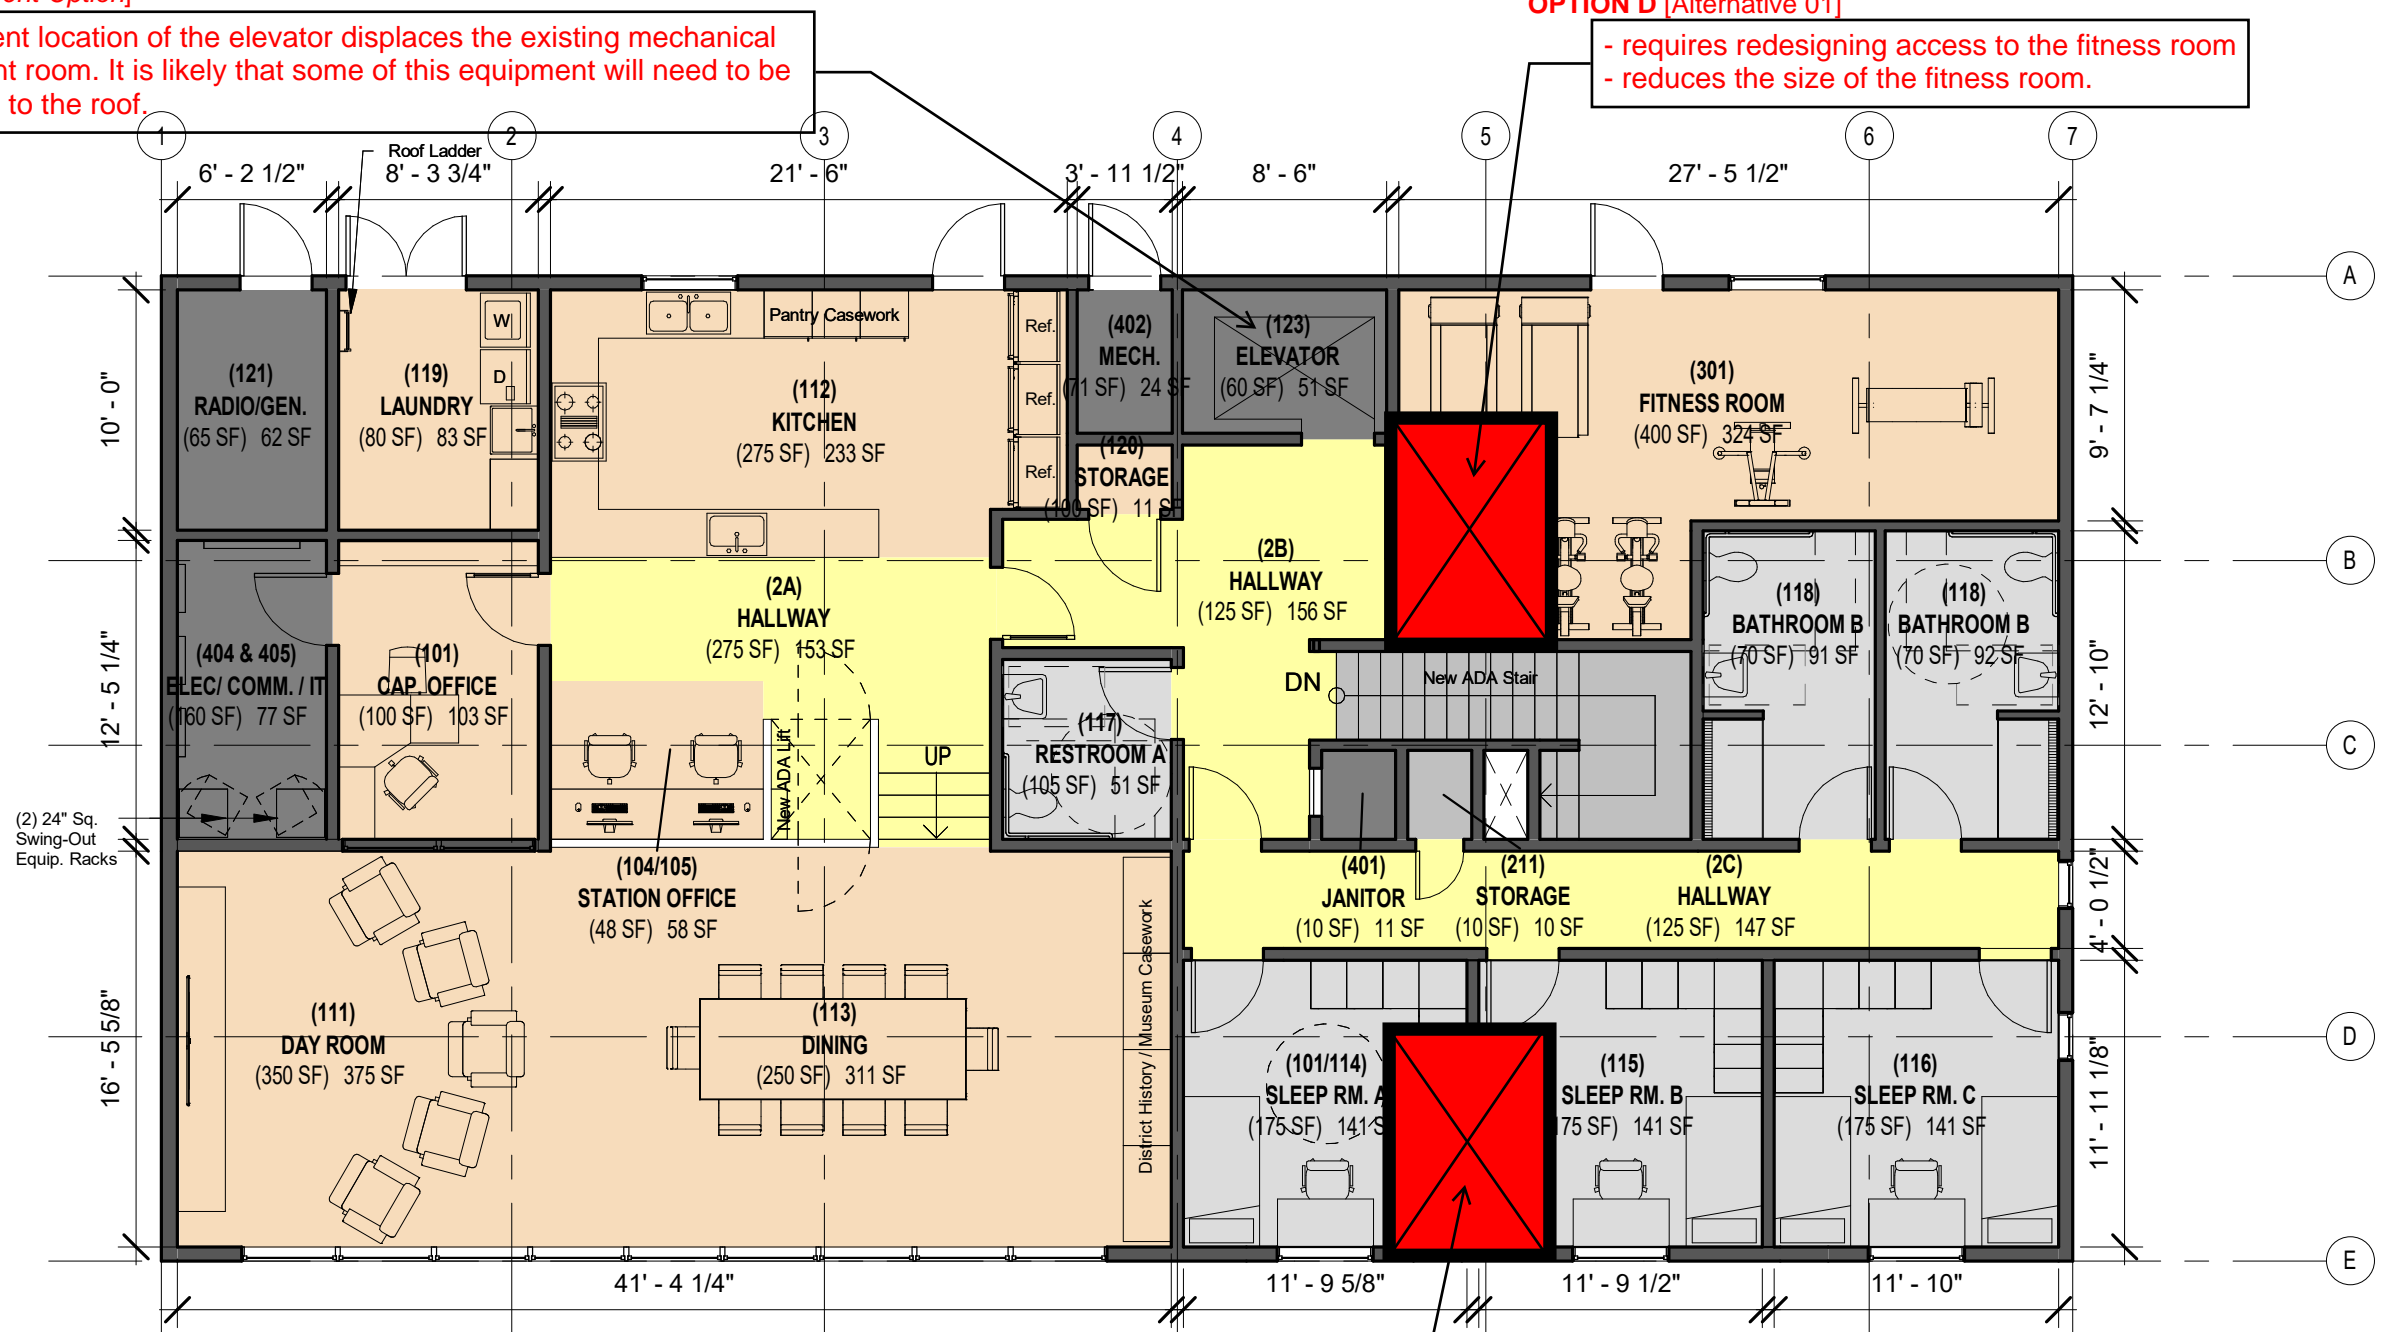 OPTION D [Alternative 01]
location of the elevator displaces the existing mechanical
room. It is likely that some of this equipment will need to be
to the roof.
- requires redesigning access to the fitness room
- reduces the size of the fitness room.
1
2
3
4
5
6
7
Roof Ladder
6' - 2 1/2"
8' - 3 3/4"
21' - 6"
3' - 11 1/2"
8' - 6"
27' - 5 1/2"
A
B
C
D
E
10' - 0"
12' - 5 1/4"
16' - 5 5/8"
9' - 7 1/4"
12' - 10"
4' - 0 1/2"
11' - 11 1/8"
(121)
RADIO/GEN.
(65 SF) 62 SF
W
D
(119)
LAUNDRY
(80 SF) 83 SF
Pantry Casework
(112)
KITCHEN
(275 SF) 233 SF
Ref.
Ref.
Ref.
(402)
MECH.
(71 SF) 24 SF
(123)
ELEVATOR
(60 SF) 51 SF
(120)
STORAGE
(100 SF) 11 SF
(301)
FITNESS ROOM
(400 SF) 324 SF
(2A)
HALLWAY
(275 SF) 153 SF
(2B)
HALLWAY
(125 SF) 156 SF
(118)
BATHROOM B
(70 SF) 91 SF
(118)
BATHROOM B
(70 SF) 92 SF
(404 & 405)
ELEC/ COMM. / IT
(160 SF) 77 SF
(101)
CAP. OFFICE
(100 SF) 103 SF
New ADA Lift
UP
(117)
RESTROOM A
(105 SF) 51 SF
DN
New ADA Stair
(2) 24" Sq.
Swing-Out
Equip. Racks
(104/105)
STATION OFFICE
(48 SF) 58 SF
(401)
JANITOR
(10 SF) 11 SF
(211)
STORAGE
(10 SF) 10 SF
(2C)
HALLWAY
(125 SF) 147 SF
(111)
DAY ROOM
(350 SF) 375 SF
(113)
DINING
(250 SF) 311 SF
District History / Museum Casework
(101/114)
SLEEP RM. A
(175 SF) 141
(115)
SLEEP RM. B
175 SF) 141 SF
(116)
SLEEP RM. C
(175 SF) 141 SF
41' - 4 1/4"
11' - 9 5/8"
11' - 9 1/2"
11' - 10"